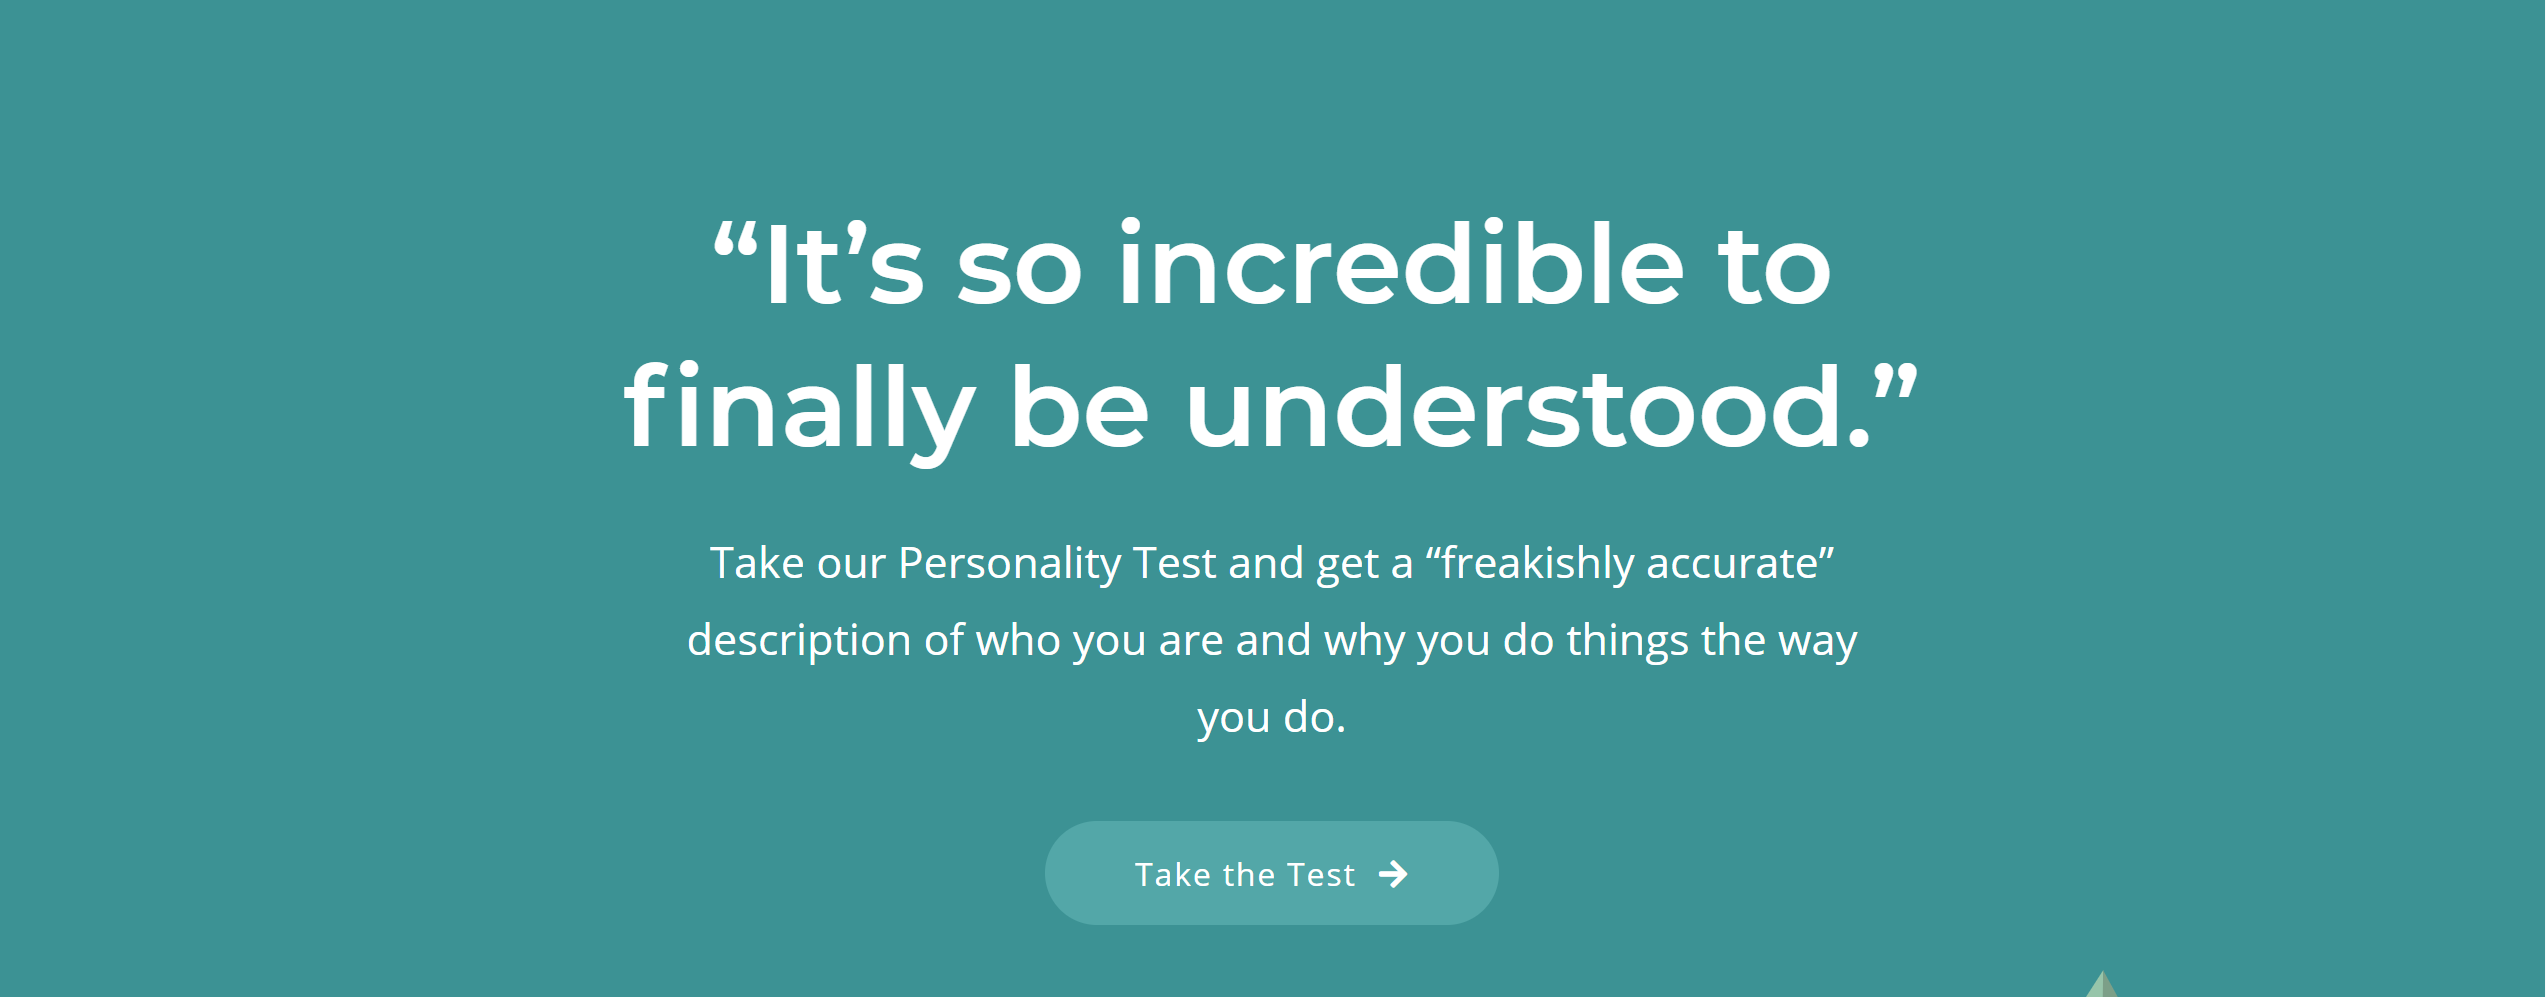 “It’s so incredible to
finally be understood.”
Take our Personality Test and get a “freakishly accurate”
description of who you are and why you do things the way
you do.
Take the Test